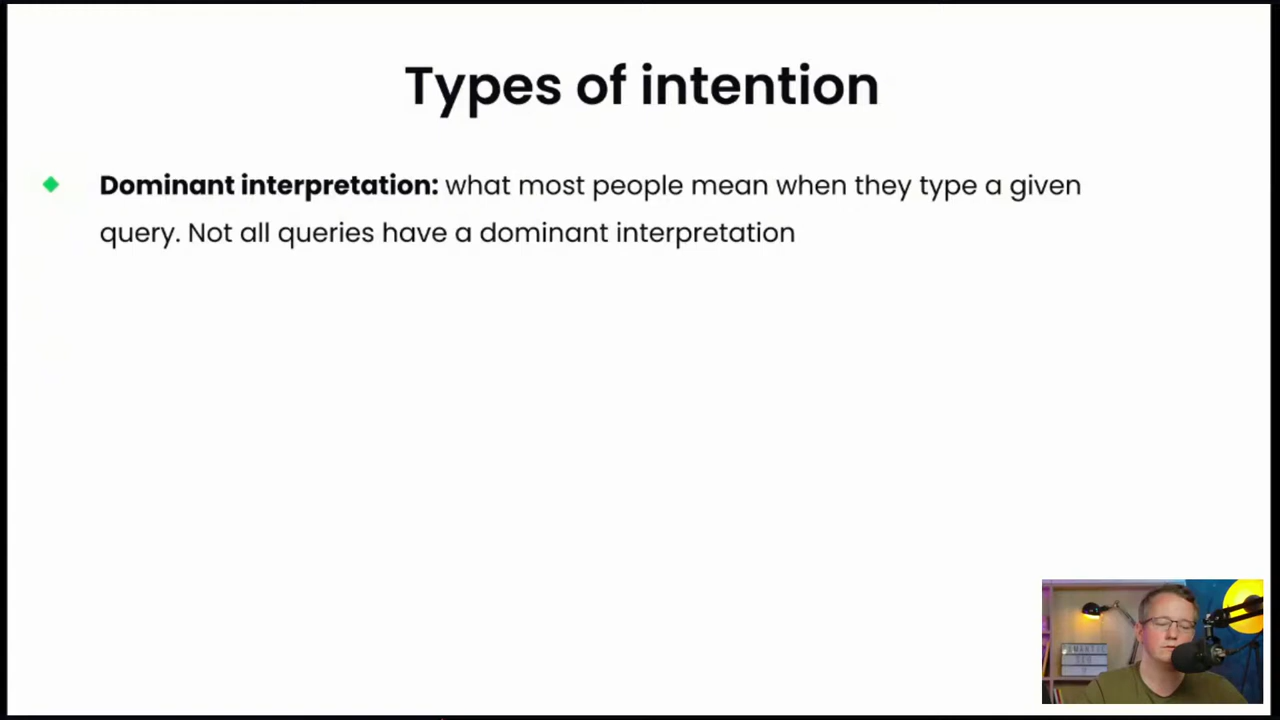 Types of intention
Dominant interpretation: what most people mean when they type a given
query. Not all queries have a dominant interpretation
SEO